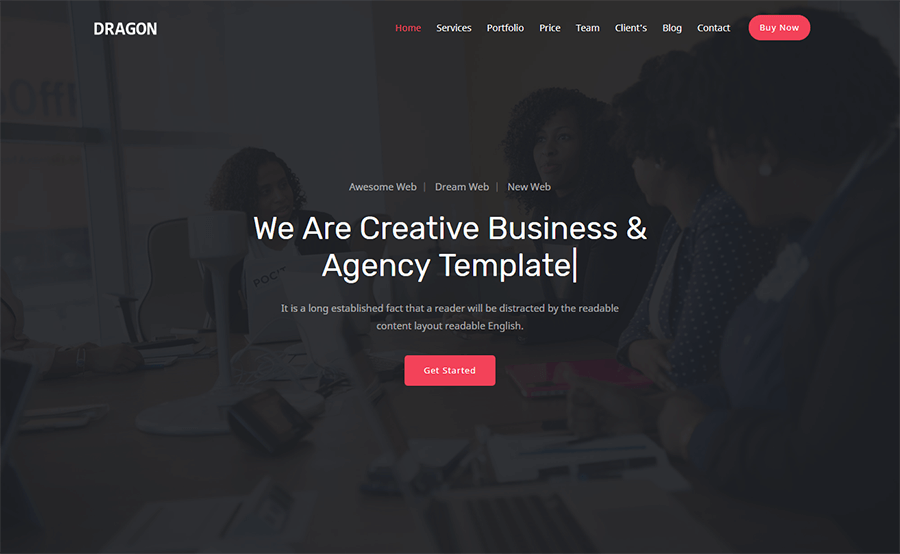 DRAGON
Home Services Portfolio Price Team Client's Blog Contact Buy Now
Awesome Web | Dream Web | New Web
We Are Creative Business &
Agency Template|
It is a long established fact that a reader will be distracted by the readable
content layout readable English.
Get Started